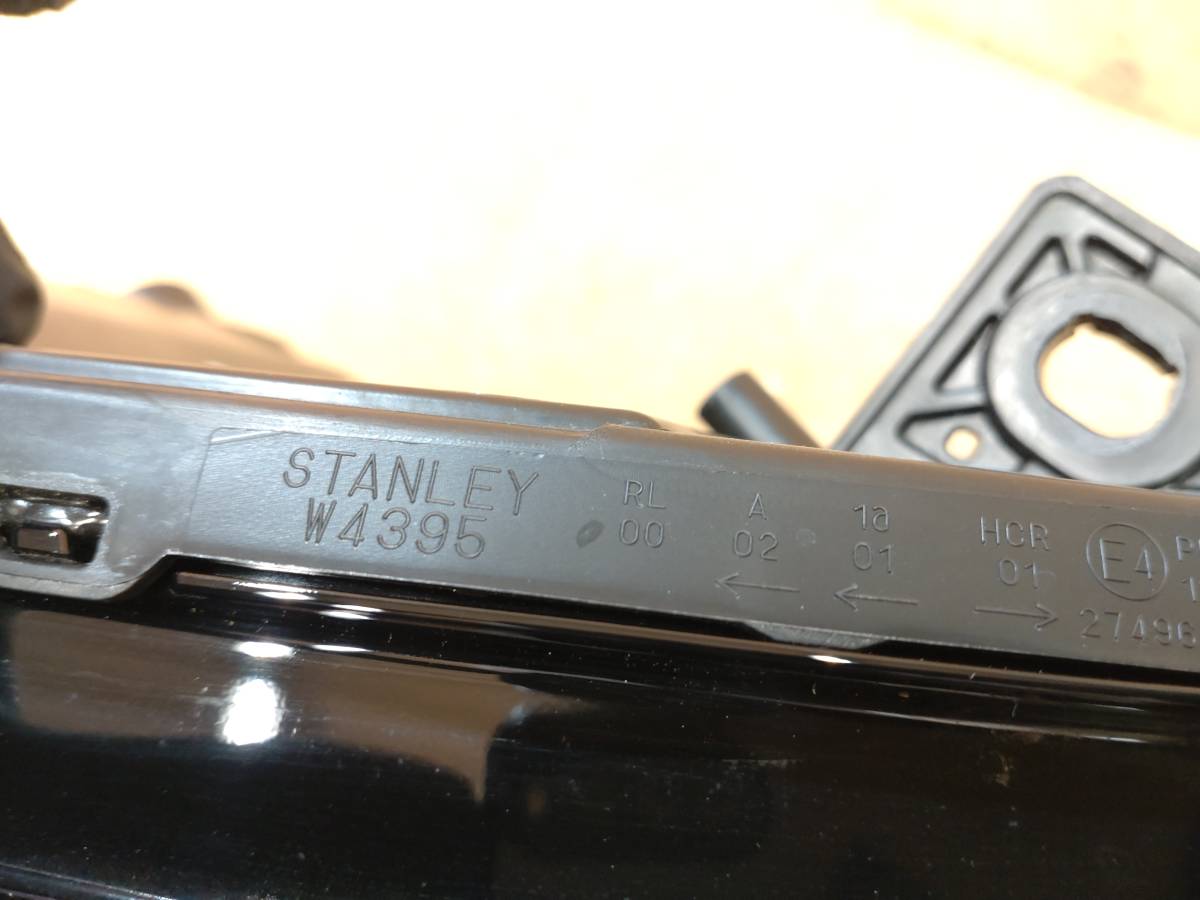 STANLEY
W4395
RL
00
A
02
←
1a
01
←
HCR
01
→
E4
27496